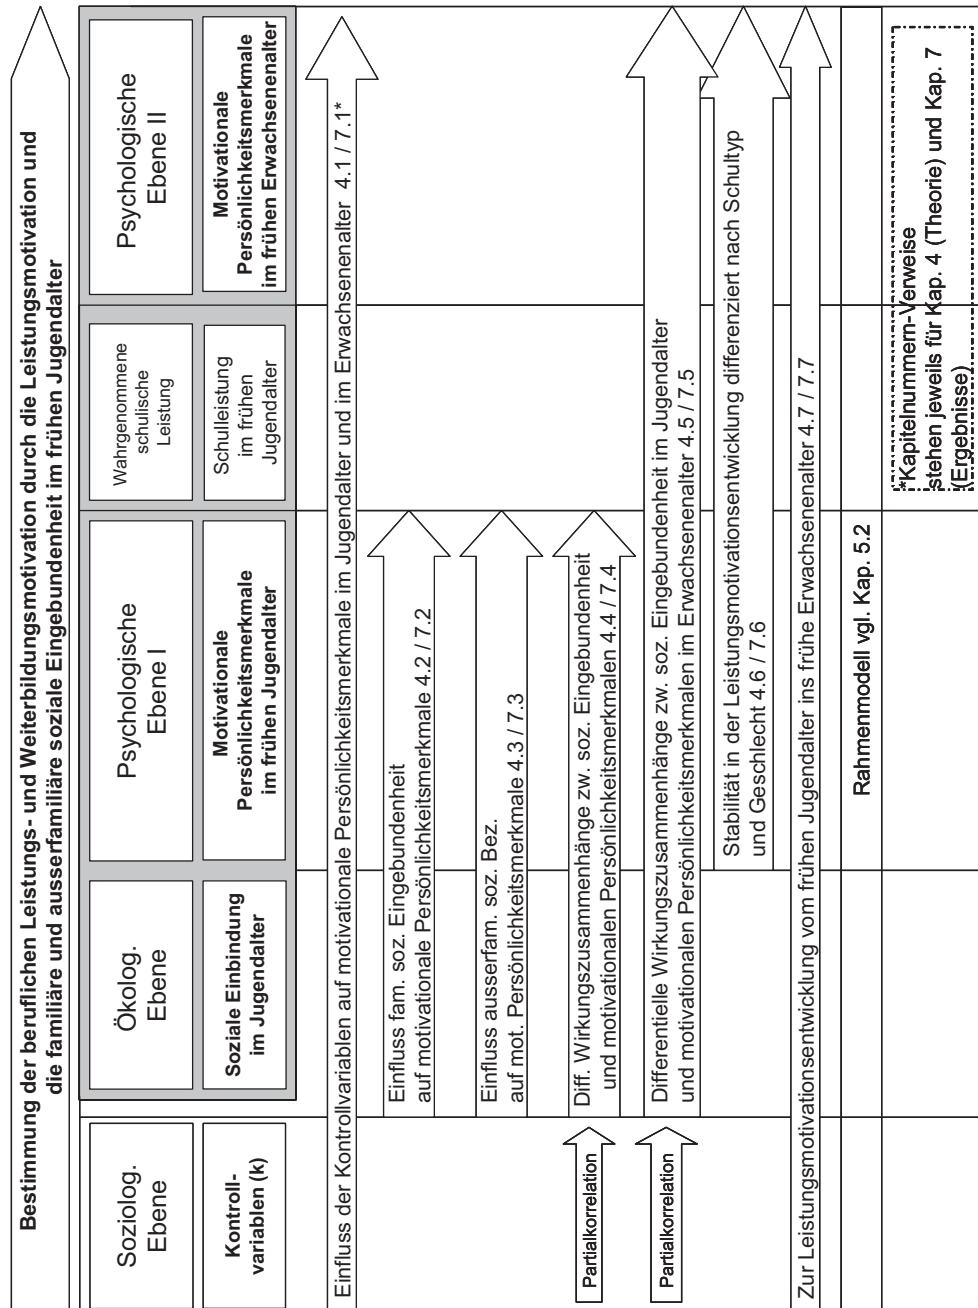 Bestimmung der beruflichen Leistungs- und Weiterbildungsmotivation durch die Leistungsmotivation und
die familiäre und ausserfamiliäre soziale Eingebundenheit im frühen Jugendalter
Soziolog.
Ebene
Ökolog.
Ebene
Psychologische
Ebene I
Wahrgenommene
schulische
Leistung
Psychologische
Ebene II
Kontroll-
variablen (k)
Soziale Einbindung
im Jugendalter
Motivationale
Persönlichkeitsmerkmale
im frühen Jugendalter
Schulleistung
im frühen
Jugendalter
Motivationale
Persönlichkeitsmerkmale
im frühen Erwachsenenalter
Einfluss der Kontrollvariablen auf motivationale Persönlichkeitsmerkmale im Jugendalter und im Erwachsenenalter 4.1 / 7.1*
Einfluss fam. soz. Eingebundenheit
auf motivationale Persönlichkeitsmerkmale 4.2 / 7.2
Einfluss ausserfam. soz. Bez.
auf mot. Persönlichkeitsmerkmale 4.3 / 7.3
Partialkorrelation
Diff. Wirkungszusammenhänge zw. soz. Eingebundenheit
und motivationalen Persönlichkeitsmerkmalen 4.4 / 7.4
Partialkorrelation
Differentielle Wirkungszusammenhänge zw. soz. Eingebundenheit im Jugendalter
und motivationalen Persönlichkeitsmerkmalen im Erwachsenenalter 4.5 / 7.5
Stabilität in der Leistungsmotivationsentwicklung differenziert nach Schultyp
und Geschlecht 4.6 / 7.6
Zur Leistungsmotivationsentwicklung vom frühen Jugendalter ins frühe Erwachsenenalter 4.7 / 7.7
Rahmenmodell vgl. Kap. 5.2
*Kapitelnummern-Verweise
stehen jeweils für Kap. 4 (Theorie) und Kap. 7
(Ergebnisse)